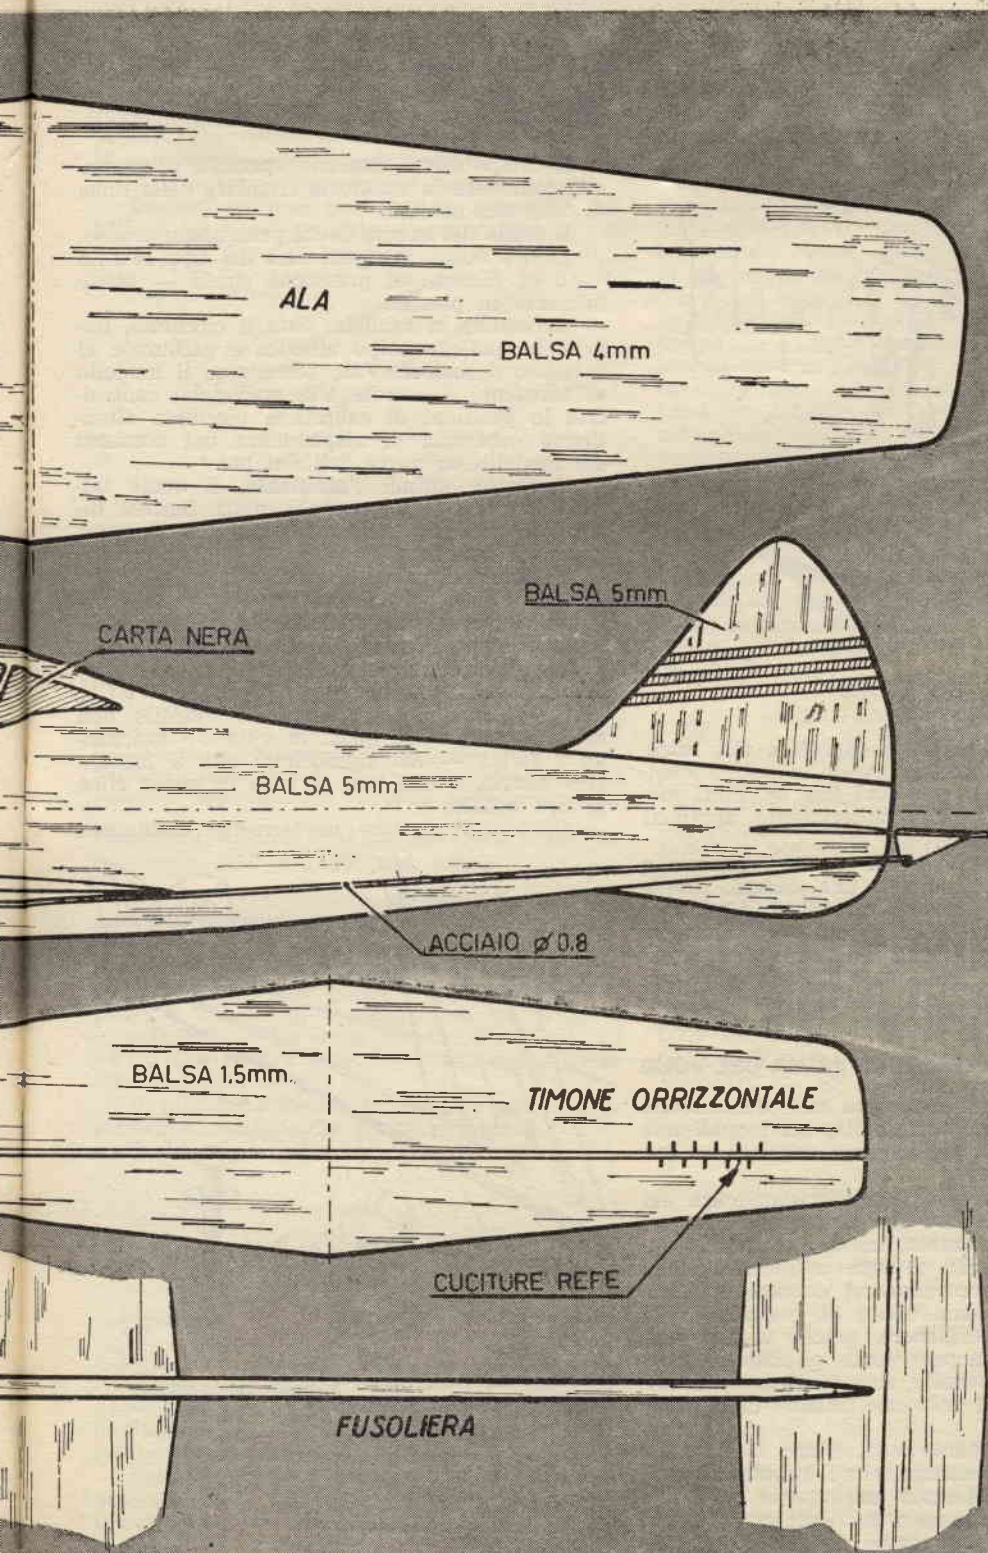 ALA
BALSA 4mm
BALSA 5mm
CARTA NERA
BALSA 5mm
ACCIAIO ø 0.8
BALSA 1.5mm
TIMONE ORRIZZONTALE
CUCITURE REFE
FUSOLIERA